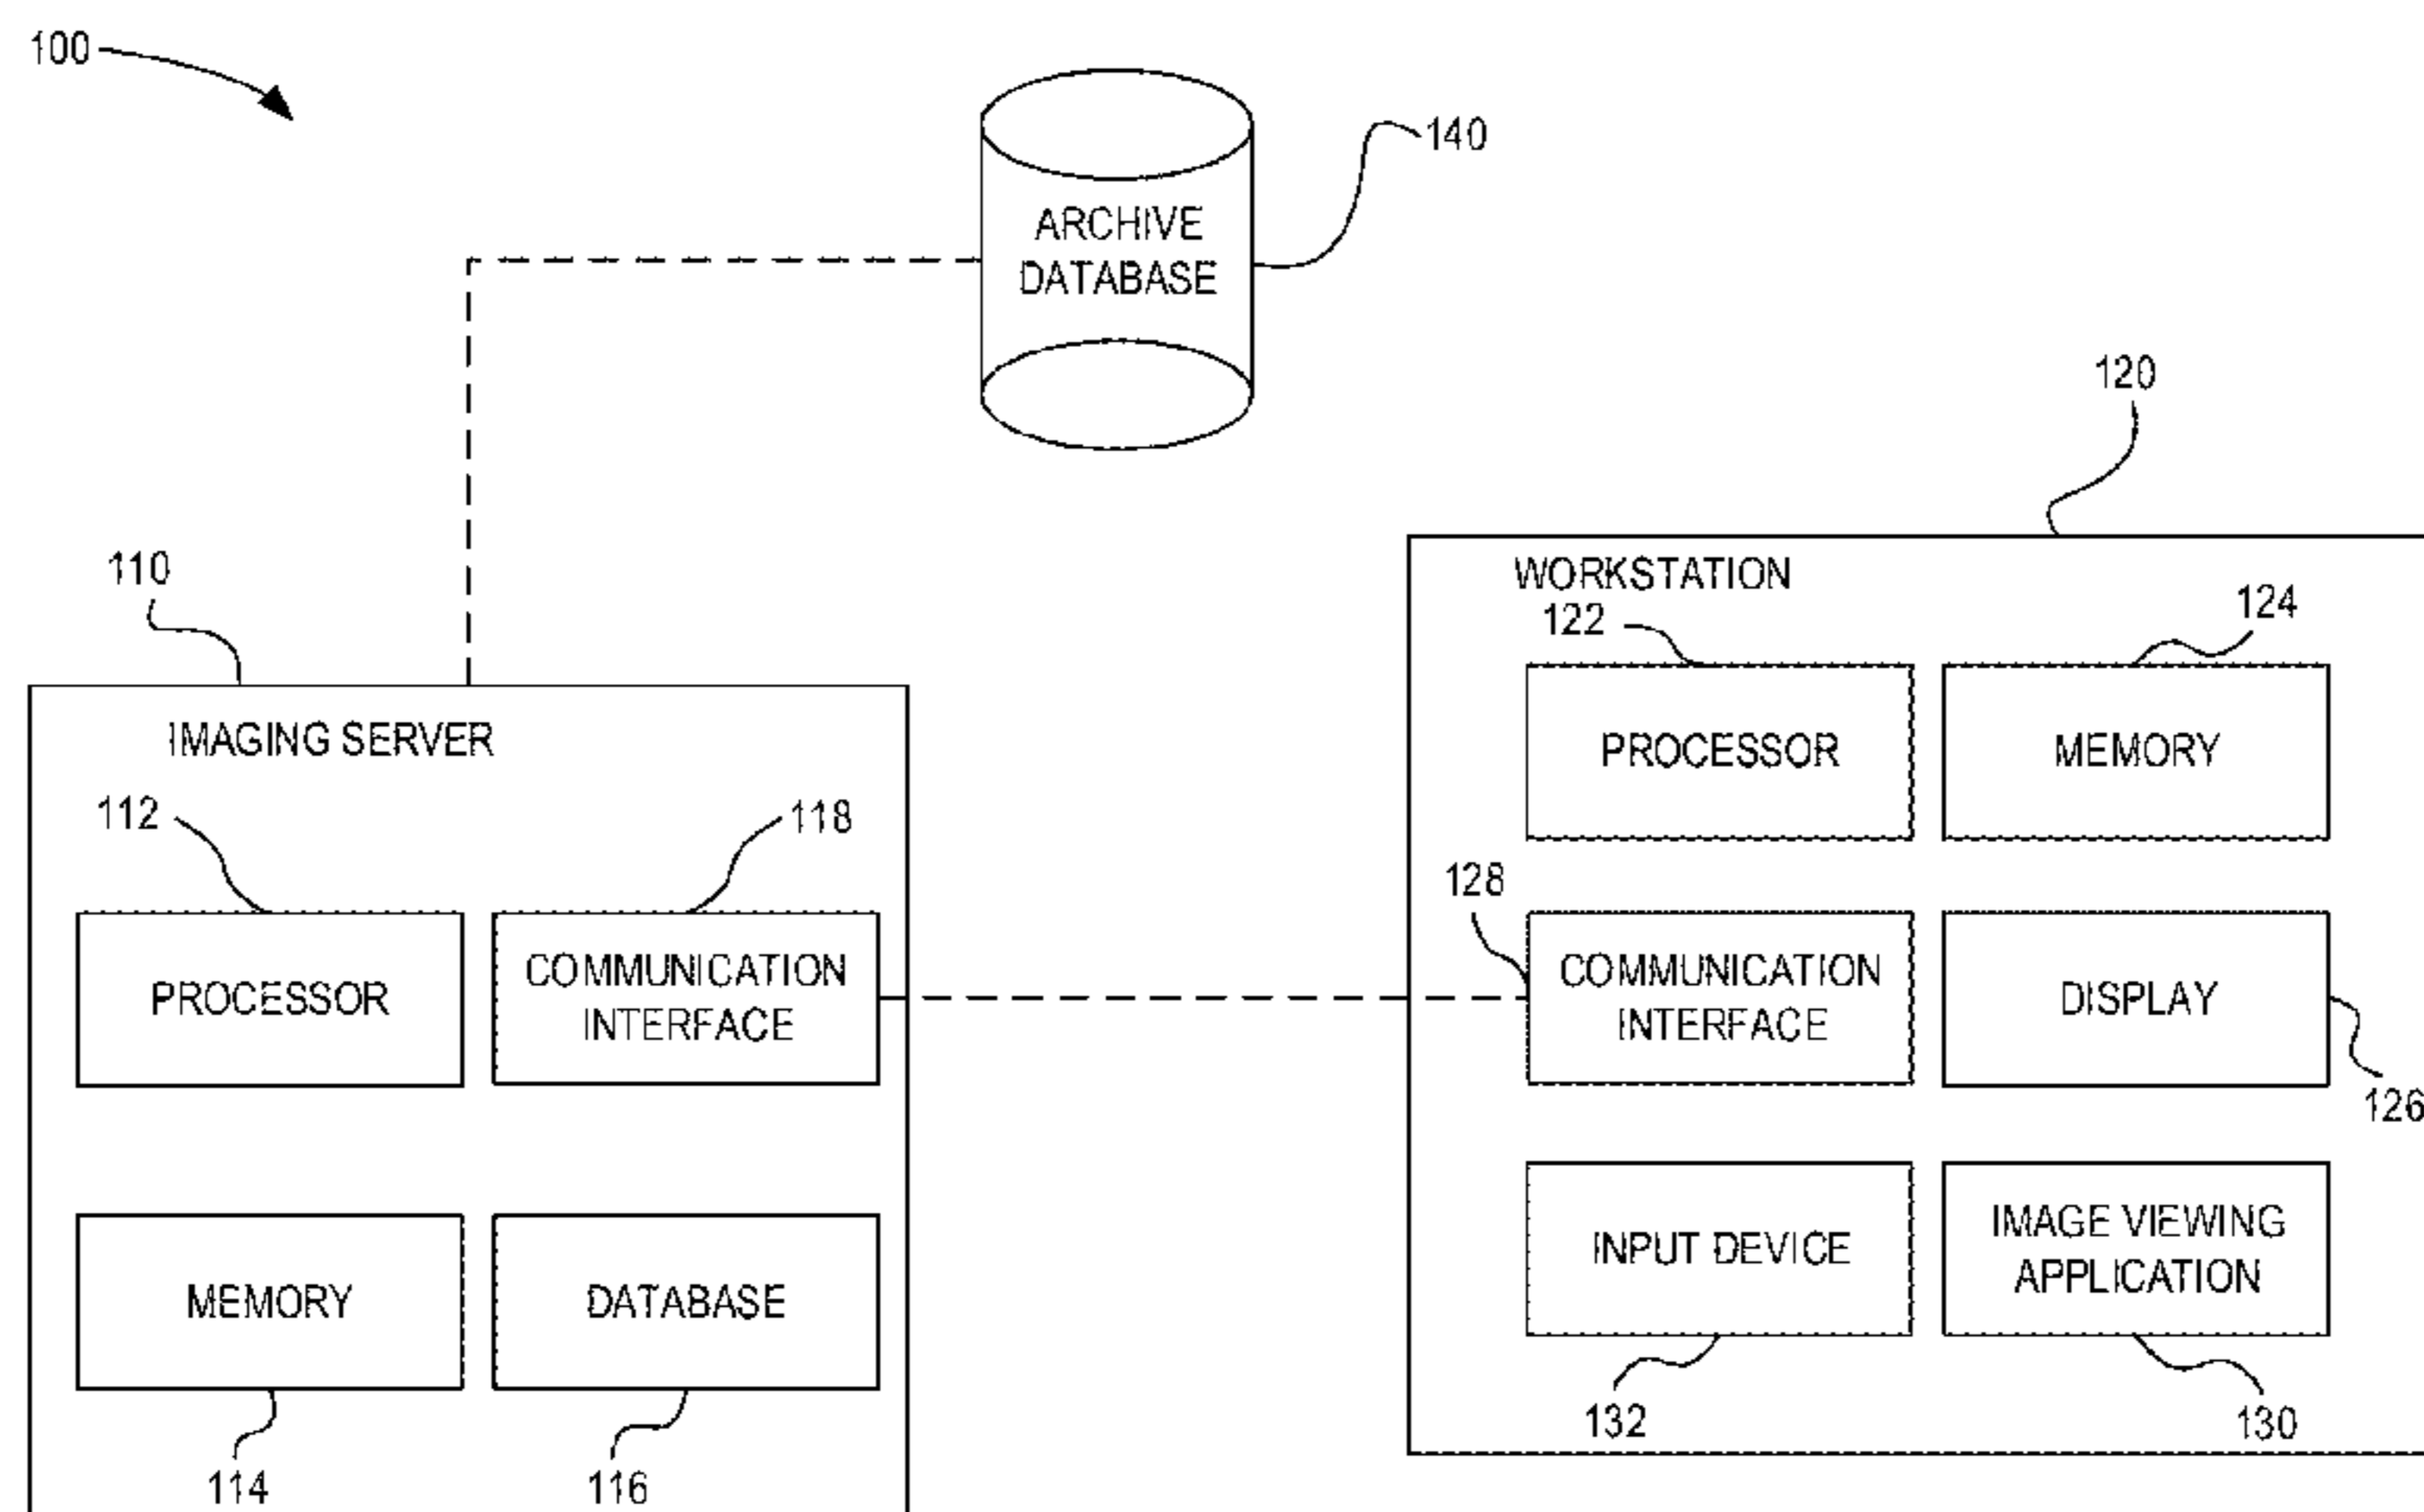 100
ARCHIVE
DATABASE
140
120
110
IMAGING SERVER
112
118
PROCESSOR
COMMUNICATION
INTERFACE
MEMORY
DATABASE
114
116
WORKSTATION
122
124
PROCESSOR
MEMORY
128
COMMUNICATION
INTERFACE
DISPLAY
126
INPUT DEVICE
IMAGE VIEWING
APPLICATION
132
130